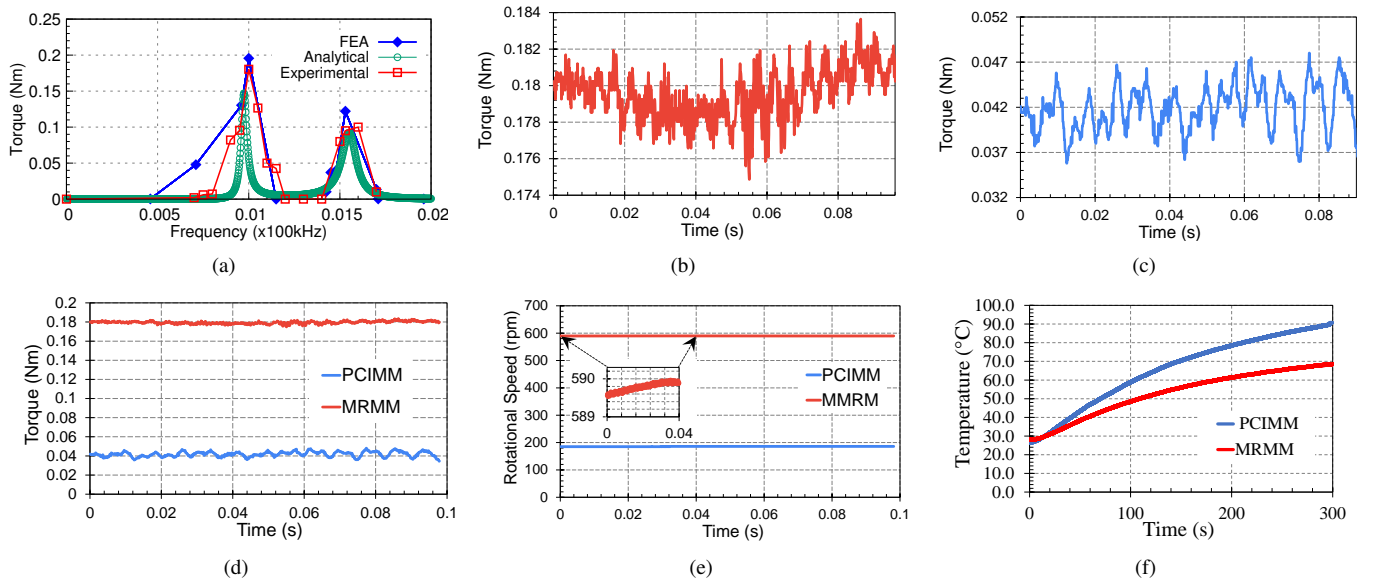 0.25
0.2
0.15
0.1
0.05
0
Torque (Nm)
FEA
Analytical
Experimental
0 0.005 0.01 0.015 0.02
Frequency (x100kHz)
(a)
0.184
0.182
0.18
0.178
0.176
0.174
Torque (Nm)
0 0.02 0.04 0.06 0.08
Time (s)
(b)
0.052
0.047
0.042
0.037
0.032
Torque (Nm)
0 0.02 0.04 0.06 0.08
Time (s)
(c)
0.2
0.18
0.16
0.14
0.12
0.1
0.08
0.06
0.04
0.02
0
Torque (Nm)
PCIMM
MRMM
0 0.02 0.04 0.06 0.08 0.1
Time (s)
(d)
700
600
500
400
300
200
100
0
Rotational Speed (rpm)
590
589
0 0.04
PCIMM
MMRM
0 0.02 0.04 0.06 0.08 0.1
Time (s)
(e)
100.0
90.0
80.0
70.0
60.0
50.0
40.0
30.0
20.0
10.0
0.0
Temperature (°C)
PCIMM
MRMM
0 100 200 300
Time (s)
(f)